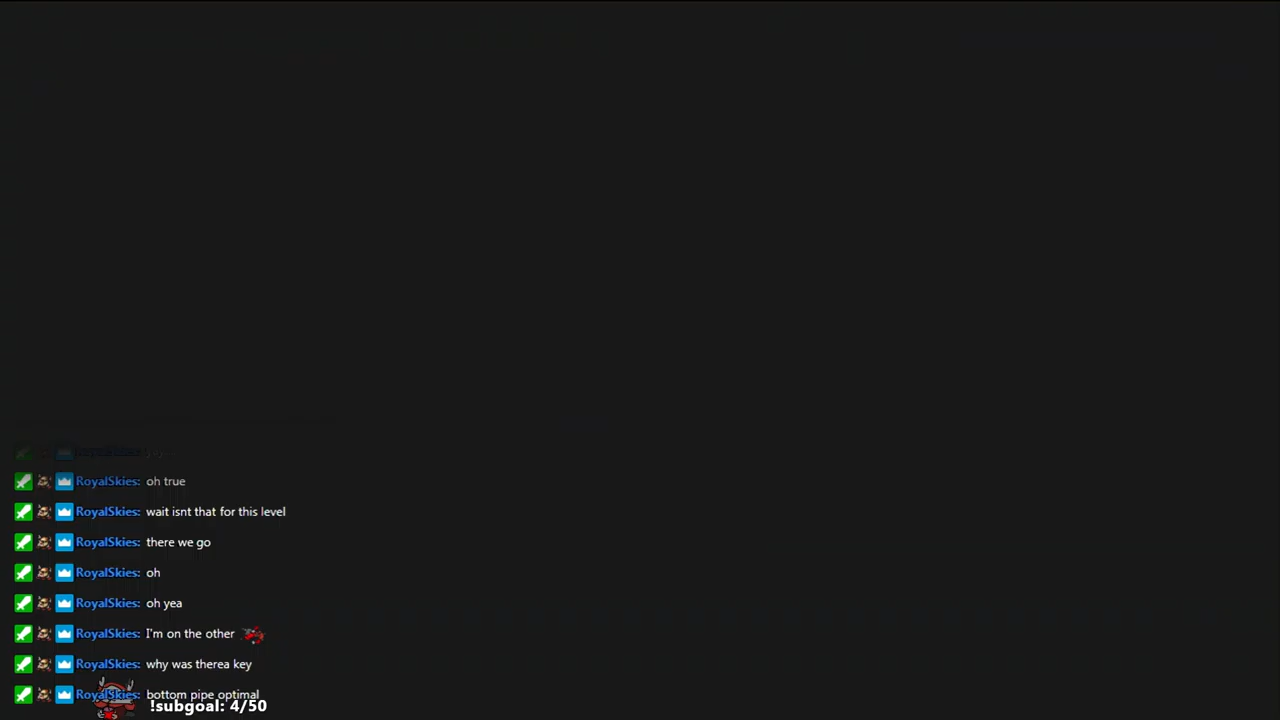 RoyalSkies: oh true
RoyalSkies: wait isnt that for this level
RoyalSkies: there we go
RoyalSkies: oh
RoyalSkies: oh yea
RoyalSkies: I'm on the other
RoyalSkies: why was therea key
RoyalSkies: bottom pipe optimal
!subgoal: 4/50